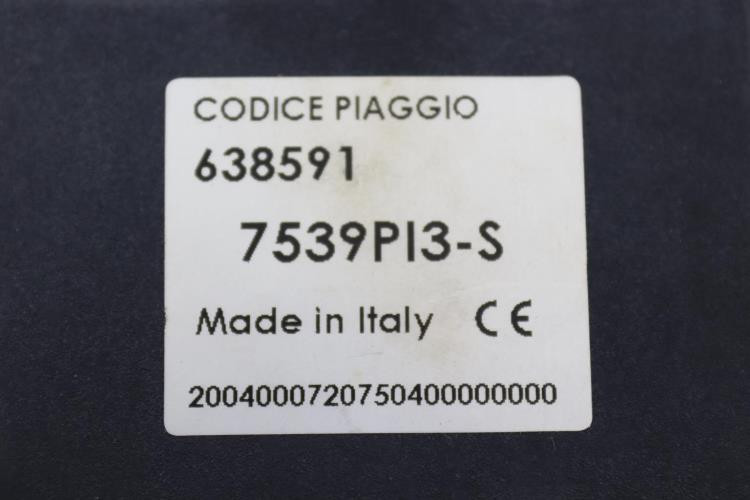 CODICE PIAGGIO
638591
7539PI3-S
Made in Italy CE
2004000720750400000000